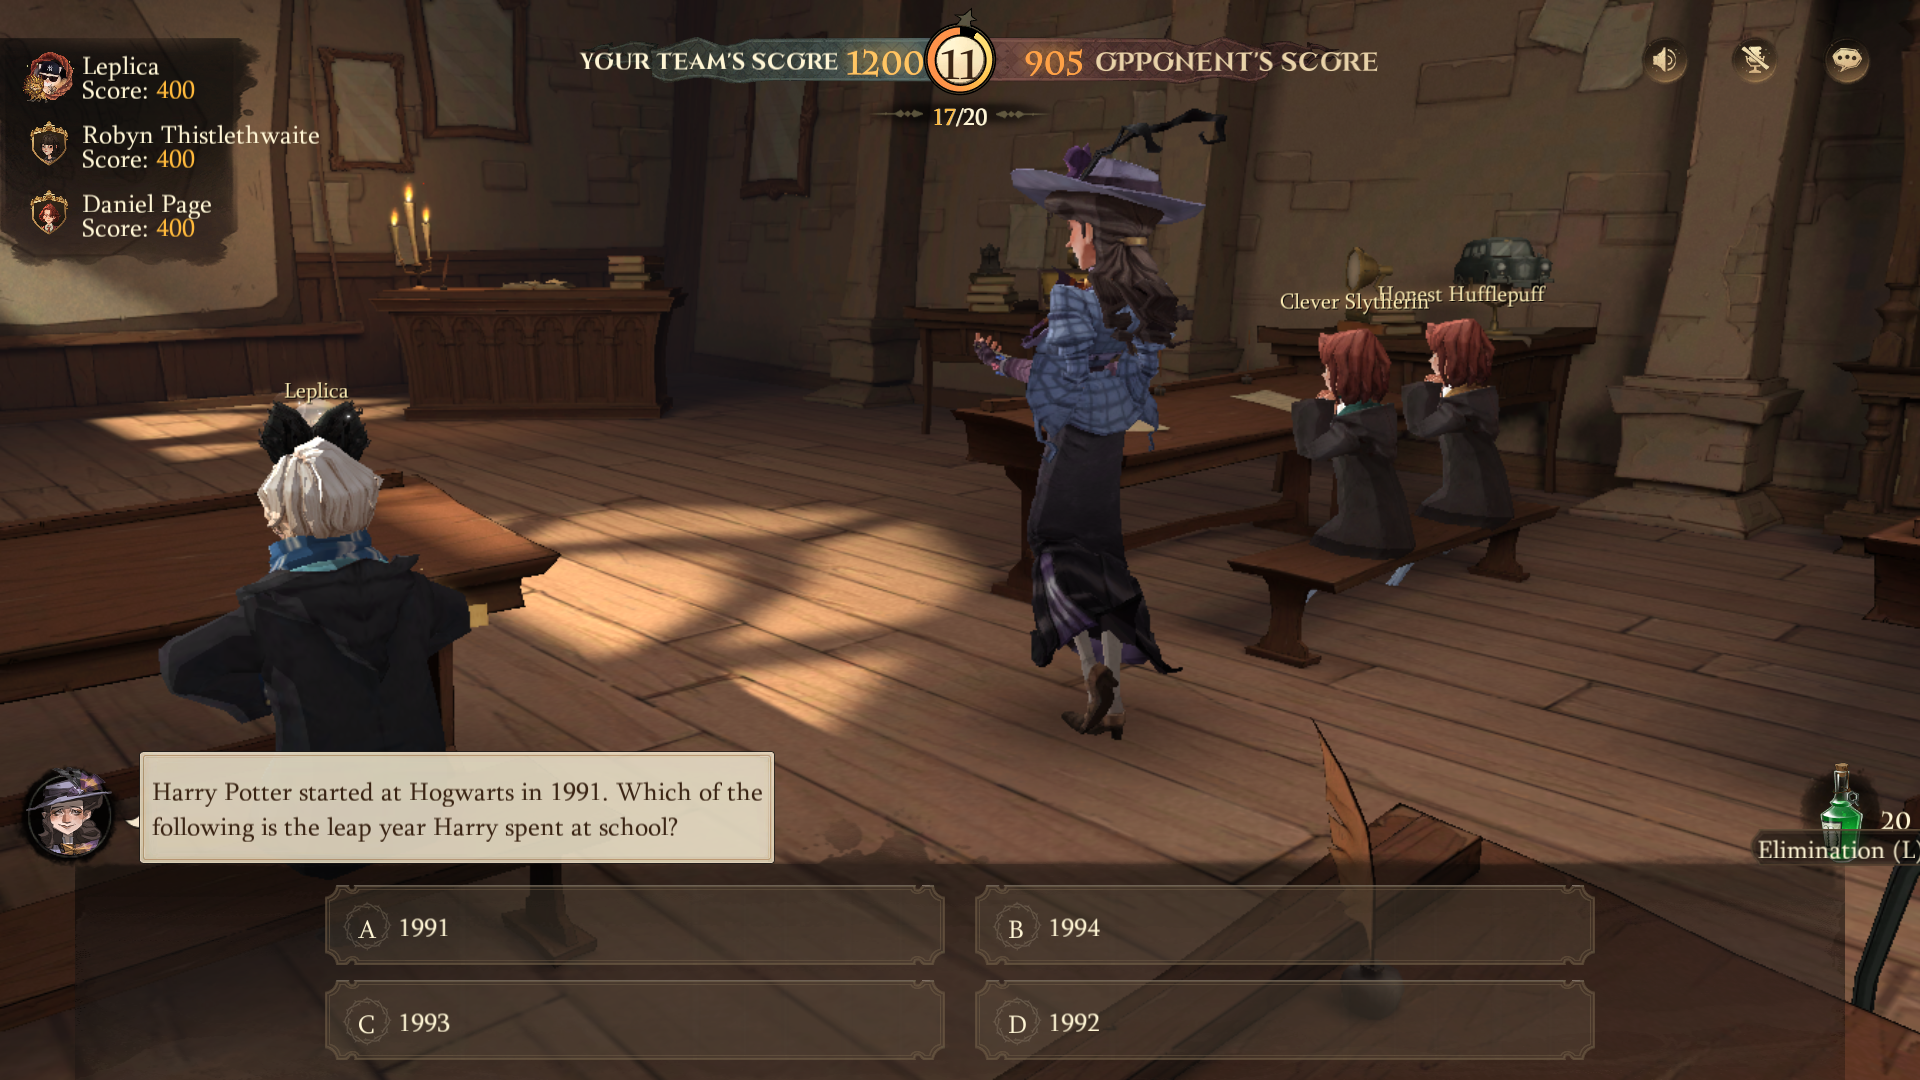 YOUR TEAM'S SCORE 1200 11 905 OPPONENT'S SCORE
17/20
Leplica
Score: 400
Robyn Thistlethwaite
Score: 400
Daniel Page
Score: 400
Clever Slytherin
Honest Hufflepuff
Leplica
Harry Potter started at Hogwarts in 1991. Which of the
following is the leap year Harry spent at school?
20
Elimination (L)
A 1991
B 1994
C 1993
D 1992